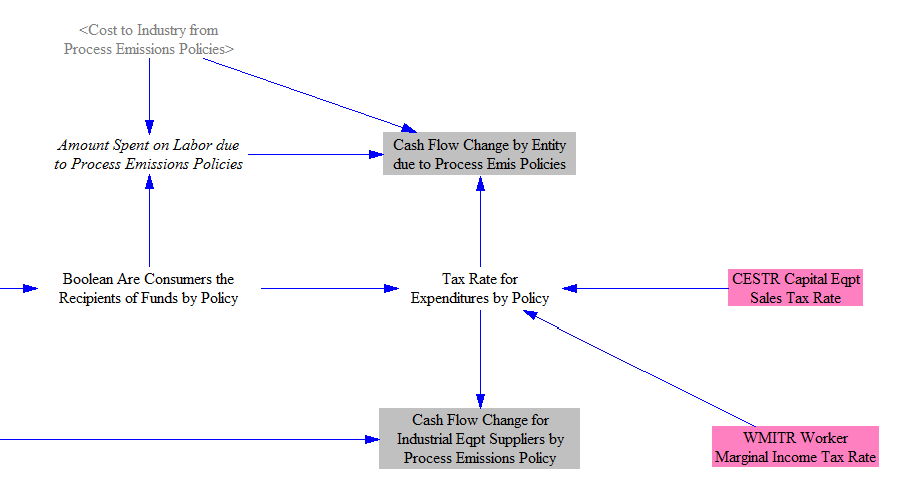 <Cost to Industry from
Process Emissions Policies>
Amount Spent on Labor due
to Process Emissions Policies
Cash Flow Change by Entity
due to Process Emis Policies
Boolean Are Consumers the
Recipients of Funds by Policy
Tax Rate for
Expenditures by Policy
CESTR Capital Eqpt
Sales Tax Rate
Cash Flow Change for
Industrial Eqpt Suppliers by
Process Emissions Policy
WMITR Worker
Marginal Income Tax Rate